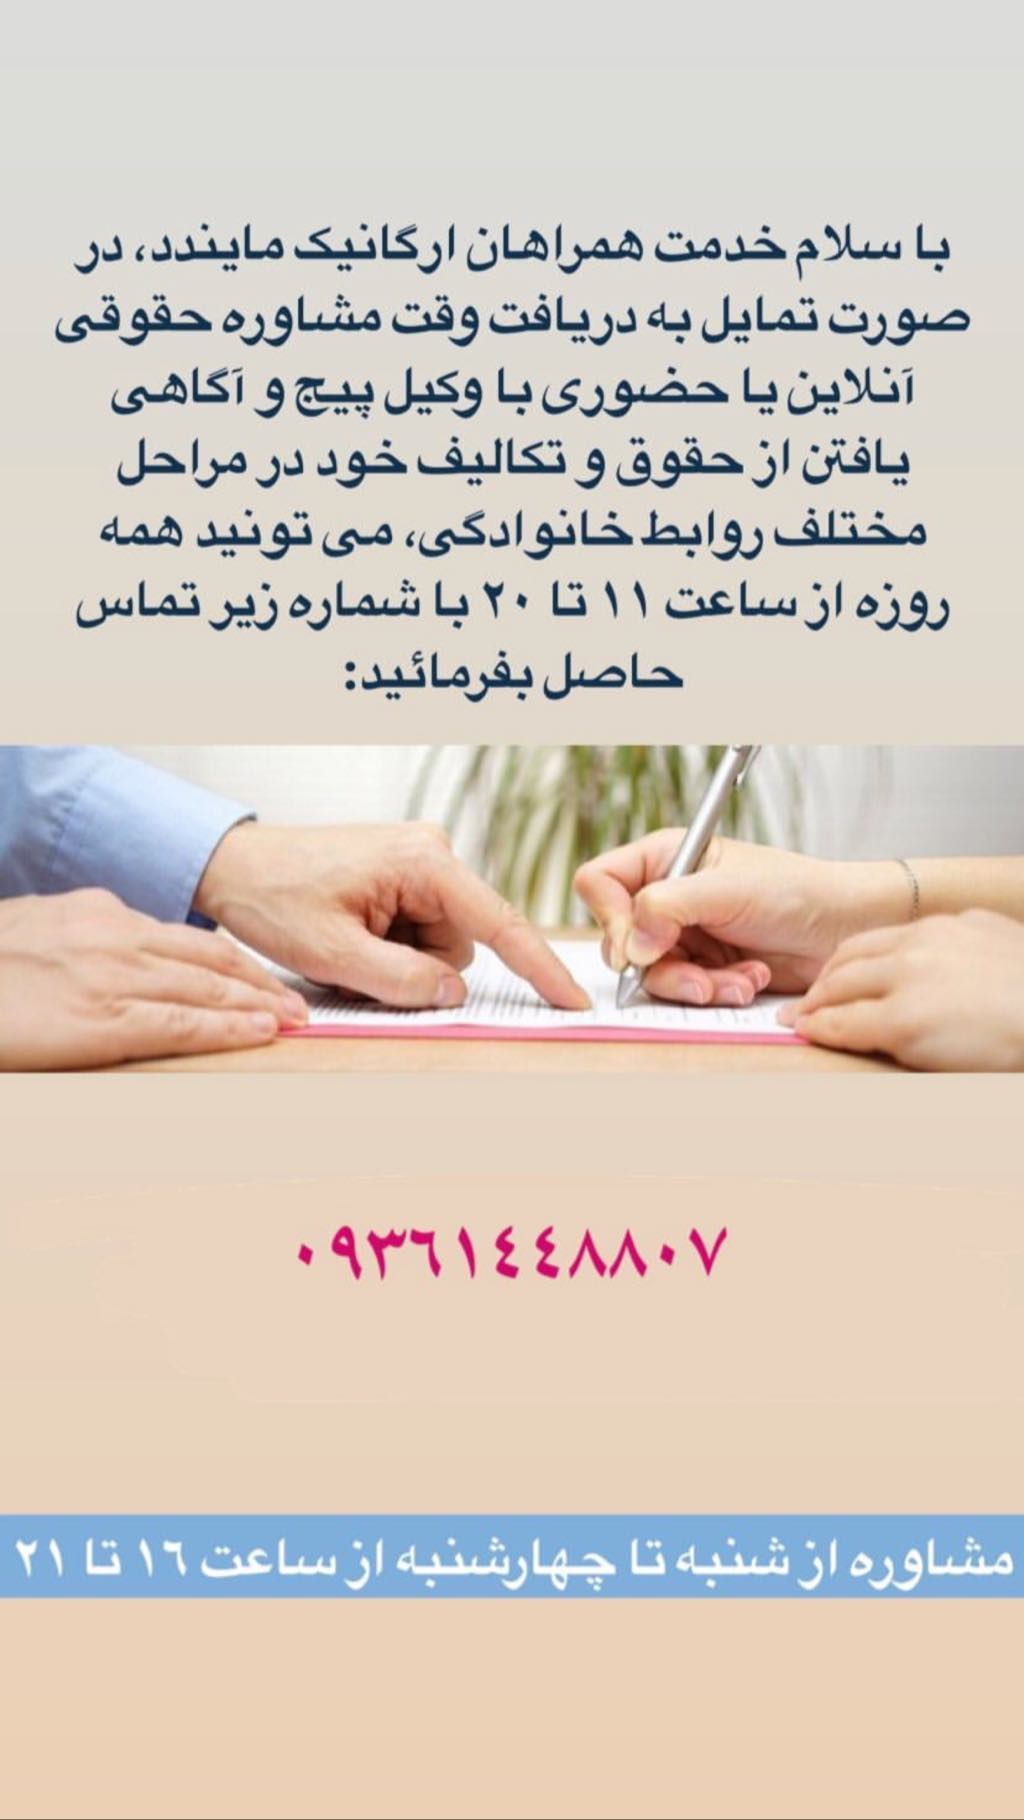 با سلام خدمت همراهان ارگانیک مایندد، در
صورت تمایل به دریافت وقت مشاوره حقوقی
آنلاین یا حضوری با وکیل پیج و آگاهی
یافتن از حقوق و تکالیف خود در مراحل
مختلف روابط خانوادگی، می تونید همه
روزه از ساعت ۱۱ تا ۲۰ با شماره زیر تماس
حاصل بفرمائید:
۰۹۳٦۱٤٤۸۸۰۷
مشاوره از شنبه تا چهارشنبه از ساعت ۱٦ تا ۲۱